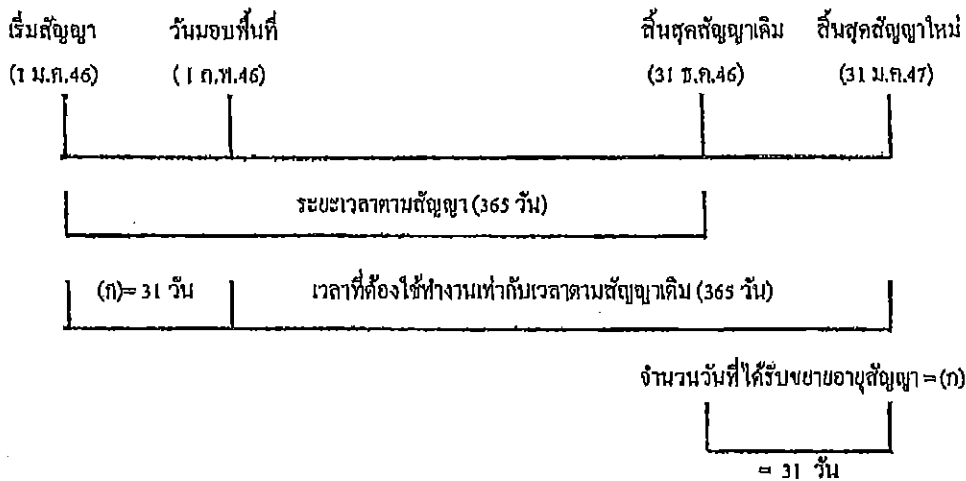 เริ่มสัญญา วันมอบพื้นที่ สิ้นสุดสัญญาเดิม สิ้นสุดสัญญาใหม่
(1 ม.ค.46) (1 ก.พ.46) (31 ธ.ค.46) (31 ม.ค.47)
ระยะเวลาตามสัญญา (365 วัน)
(ก)= 31 วัน เวลาที่ต้องใช้ทำงานเท่ากับเวลาตามสัญญาเดิม (365 วัน)
จำนวนวันที่ได้รับขยายอายุสัญญา = (ก)
= 31 วัน